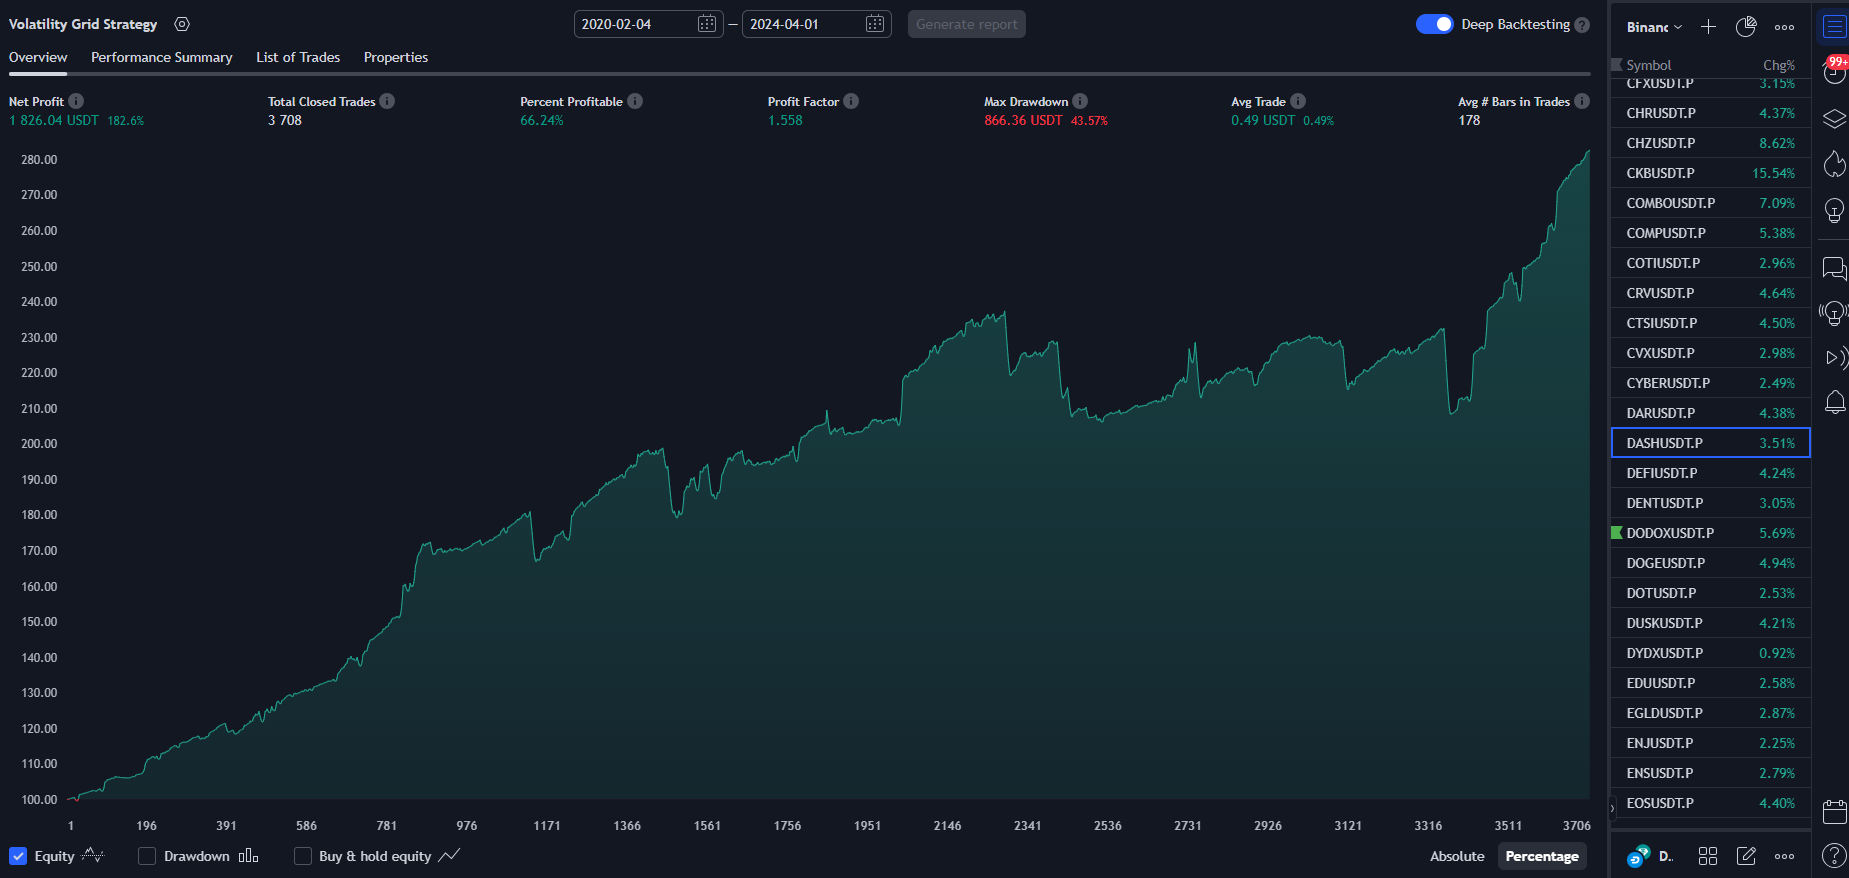 Volatility Grid Strategy
2020-02-04 — 2024-04-01
Generate report
Deep Backtesting ?
Overview Performance Summary List of Trades Properties
Net Profit
1 826.04 USDT 182.6%
Total Closed Trades
3 708
Percent Profitable
66.24%
Profit Factor
1.558
Max Drawdown
866.36 USDT 43.57%
Avg Trade
0.49 USDT 0.49%
Avg # Bars in Trades
178
280.00
270.00
260.00
250.00
240.00
230.00
220.00
210.00
200.00
190.00
180.00
170.00
160.00
150.00
140.00
130.00
120.00
110.00
100.00
1 196 391 586 781 976 1171 1366 1561 1756 1951 2146 2341 2536 2731 2926 3121 3316 3511 3706
Equity Drawdown Buy & hold equity
Absolute Percentage
Binanc
Symbol Chg%
CFXUSDT.P 3.15%
CHRUSDT.P 4.37%
CHZUSDT.P 8.62%
CKBUSDT.P 15.54%
COMBOUSDT.P 7.09%
COMPUSDT.P 5.38%
COTIUSDT.P 2.96%
CRVUSDT.P 4.64%
CTSIUSDT.P 4.50%
CVXUSDT.P 2.98%
CYBERUSDT.P 2.49%
DARUSDT.P 4.38%
DASHUSDT.P 3.51%
DEFIUSDT.P 4.24%
DENTUSDT.P 3.05%
DODOXUSDT.P 5.69%
DOGEUSDT.P 4.94%
DOTUSDT.P 2.53%
DUSKUSDT.P 4.21%
DYDXUSDT.P 0.92%
EDUUSDT.P 2.58%
EGLDUSDT.P 2.87%
ENJUSDT.P 2.25%
ENSUSDT.P 2.79%
EOSUSDT.P 4.40%
D..
99+
?